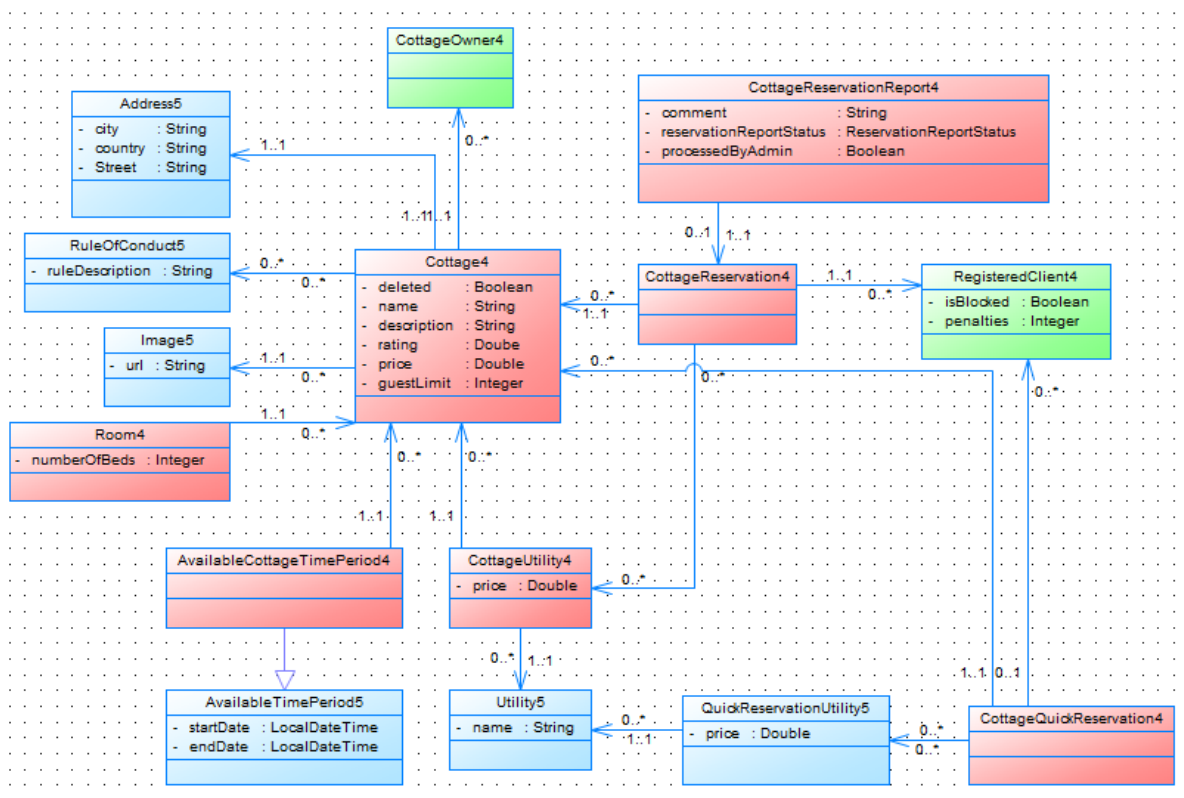 CottageOwner4
0..*
Address5
- city : String
- country : String
- Street : String
1..1
1..1
1..1
CottageReservationReport4
- comment : String
- reservationReportStatus : ReservationReportStatus
- processedByAdmin : Boolean
0..1
1..1
RuleOfConduct5
- ruleDescription : String
0..*
0..*
Cottage4
- deleted : Boolean
- name : String
- description : String
- rating : Doube
- price : Double
- guestLimit : Integer
0..*
1..1
CottageReservation4
1..1
0..*
RegisteredClient4
- isBlocked : Boolean
- penalties : Integer
Image5
- url : String
1..1
0..*
0..*
0..*
0..*
Room4
- numberOfBeds : Integer
1..1
0..*
0..*
0..*
1..1
1..1
AvailableCottageTimePeriod4
CottageUtility4
- price : Double
0..*
0..*
1..1
1..1
0..1
AvailableTimePeriod5
- startDate : LocalDateTime
- endDate : LocalDateTime
Utility5
- name : String
0..*
1..1
QuickReservationUtility5
- price : Double
0..*
0..*
CottageQuickReservation4